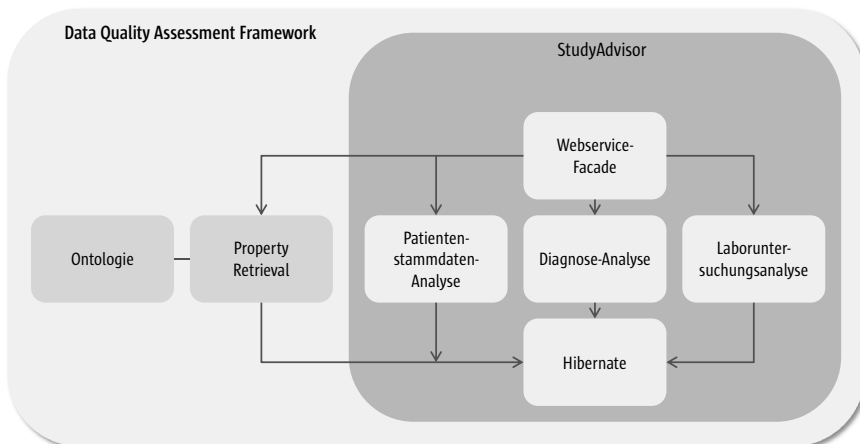 Data Quality Assessment Framework
StudyAdvisor
Webservice-
Facade
Ontologie
Property
Retrieval
Patienten-
stammdaten-
Analyse
Diagnose-Analyse
Laborunter-
suchungsanalyse
Hibernate